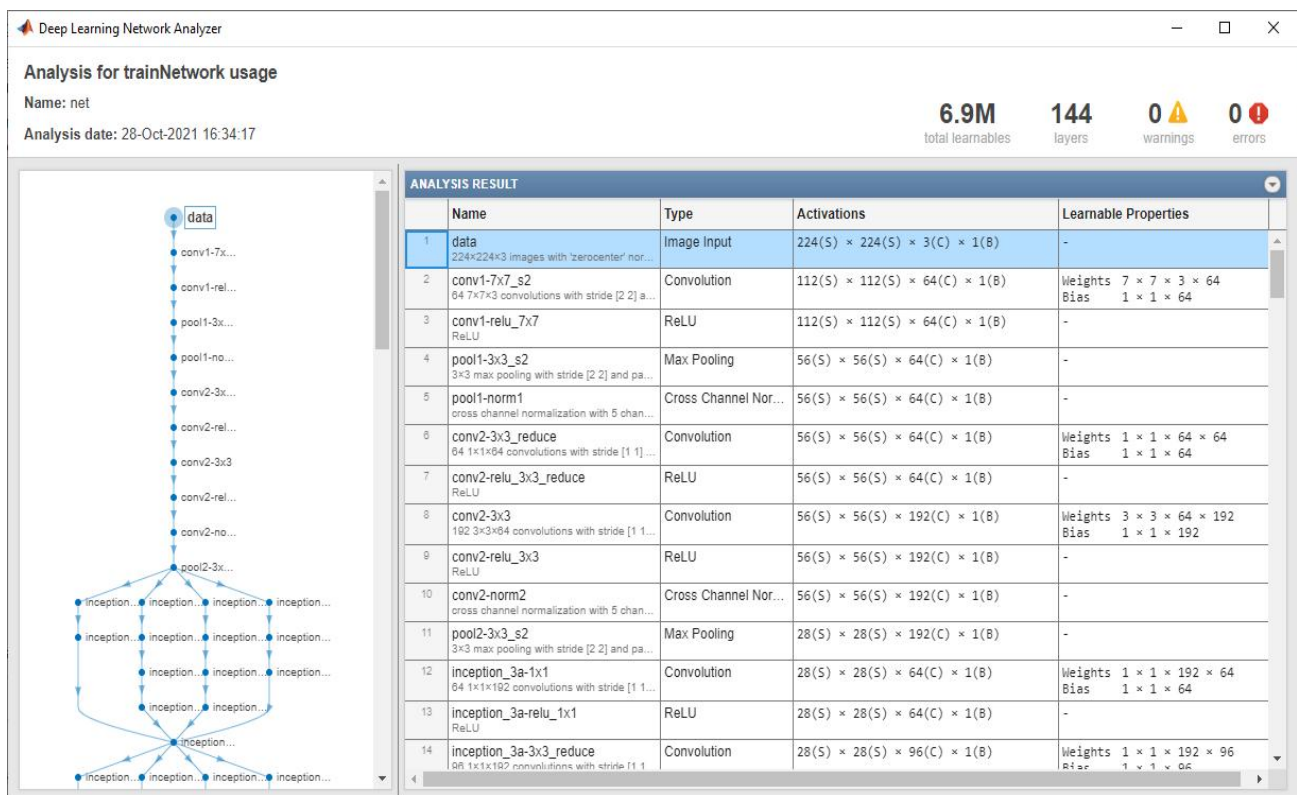 Deep Learning Network Analyzer
Analysis for trainNetwork usage
Name: net
Analysis date: 28-Oct-2021 16:34:17
6.9M
total learnables
144
layers
0
warnings
0
errors
data
conv1-7x...
conv1-rel...
pool1-3x...
pool1-no...
conv2-3x...
conv2-rel...
conv2-3x3
conv2-rel...
conv2-no...
pool2-3x...
inception... inception... inception... inception...
inception... inception... inception... inception...
inception... inception... inception...
inception... inception...
inception...
inception... inception... inception... inception...
ANALYSIS RESULT
Name Type Activations Learnable Properties
1 data Image Input 224(S) × 224(S) × 3(C) × 1(B) -
224×224×3 images with 'zerocenter' nor...
2 conv1-7x7_s2 Convolution 112(S) × 112(S) × 64(C) × 1(B) Weights 7 × 7 × 3 × 64
64 7×7×3 convolutions with stride [2 2] a... Bias 1 × 1 × 64
3 conv1-relu_7x7 ReLU 112(S) × 112(S) × 64(C) × 1(B) -
ReLU
4 pool1-3x3_s2 Max Pooling 56(S) × 56(S) × 64(C) × 1(B) -
3×3 max pooling with stride [2 2] and pa...
5 pool1-norm1 Cross Channel Nor... 56(S) × 56(S) × 64(C) × 1(B) -
cross channel normalization with 5 chan...
6 conv2-3x3_reduce Convolution 56(S) × 56(S) × 64(C) × 1(B) Weights 1 × 1 × 64 × 64
64 1×1×64 convolutions with stride [1 1] ... Bias 1 × 1 × 64
7 conv2-relu_3x3_reduce ReLU 56(S) × 56(S) × 64(C) × 1(B) -
ReLU
8 conv2-3x3 Convolution 56(S) × 56(S) × 192(C) × 1(B) Weights 3 × 3 × 64 × 192
192 3×3×64 convolutions with stride [1 1... Bias 1 × 1 × 192
9 conv2-relu_3x3 ReLU 56(S) × 56(S) × 192(C) × 1(B) -
ReLU
10 conv2-norm2 Cross Channel Nor... 56(S) × 56(S) × 192(C) × 1(B) -
cross channel normalization with 5 chan...
11 pool2-3x3_s2 Max Pooling 28(S) × 28(S) × 192(C) × 1(B) -
3×3 max pooling with stride [2 2] and pa...
12 inception_3a-1x1 Convolution 28(S) × 28(S) × 64(C) × 1(B) Weights 1 × 1 × 192 × 64
64 1×1×192 convolutions with stride [1 1... Bias 1 × 1 × 64
13 inception_3a-relu_1x1 ReLU 28(S) × 28(S) × 64(C) × 1(B) -
ReLU
14 inception_3a-3x3_reduce Convolution 28(S) × 28(S) × 96(C) × 1(B) Weights 1 × 1 × 192 × 96
96 1×1×192 convolutions with stride [1 1 Bias 1 × 1 × 96